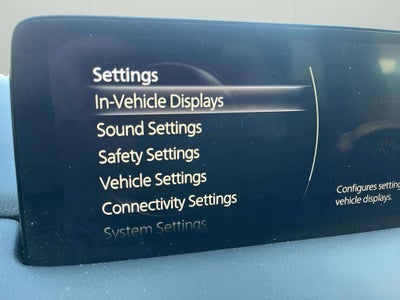 Settings
In-Vehicle Displays
Sound Settings
Safety Settings
Vehicle Settings
Connectivity Settings
System Settings
Configures setting
vehicle displays.